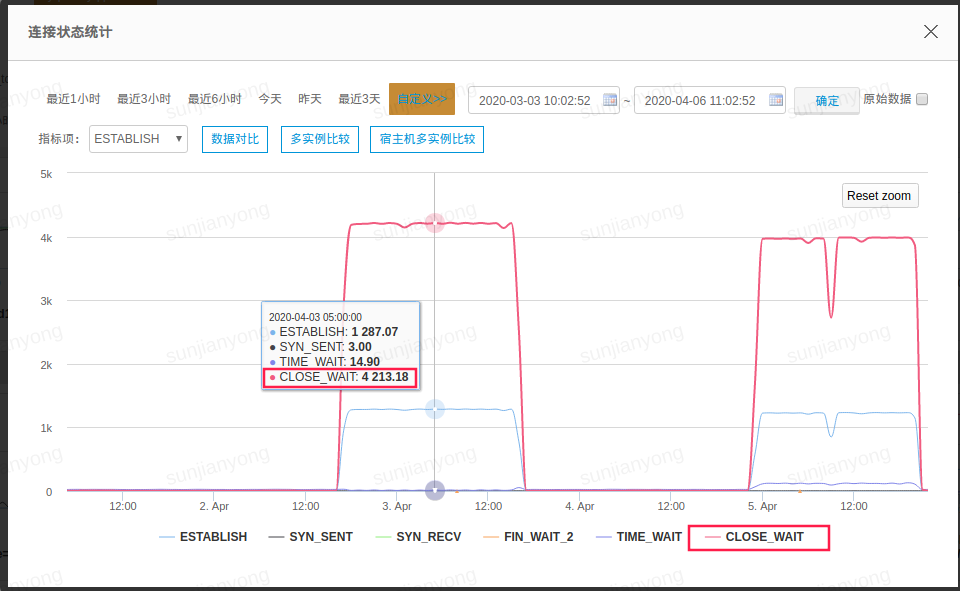 连接状态统计
最近1小时 最近3小时 最近6小时 今天 昨天 最近3天 自定义>> 2020-03-03 10:02:52 ~ 2020-04-06 11:02:52 确定 原始数据
指标项: ESTABLISH 数据对比 多实例比较 宿主机多实例比较
5k
Reset zoom
4k
3k
2020-04-03 05:00:00
ESTABLISH: 1 287.07
SYN_SENT: 3.00
TIME_WAIT: 14.90
CLOSE_WAIT: 4 213.18
2k
1k
0
12:00 2. Apr 12:00 3. Apr 12:00 4. Apr 12:00 5. Apr 12:00
ESTABLISH SYN_SENT SYN_RECV FIN_WAIT_2 TIME_WAIT CLOSE_WAIT
sunjianyong